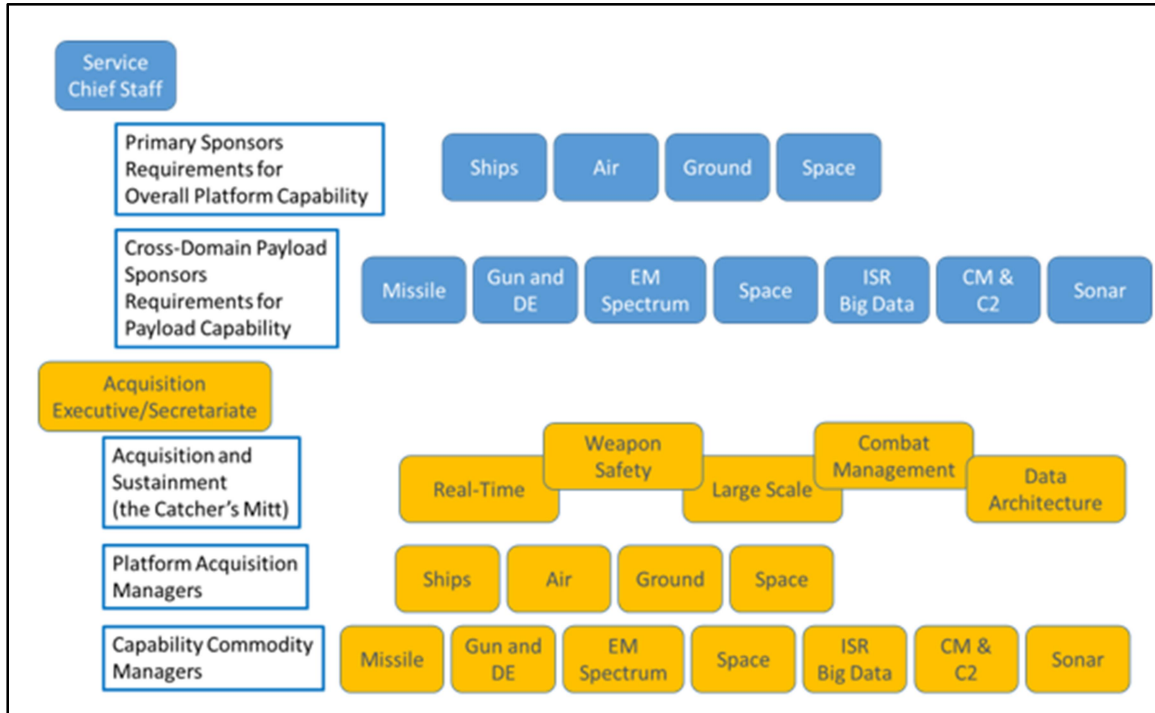 Service
Chief Staff
Primary Sponsors
Requirements for
Overall Platform Capability
Ships
Air
Ground
Space
Cross-Domain Payload
Sponsors
Requirements for
Payload Capability
Missile
Gun and
DE
EM
Spectrum
Space
ISR
Big Data
CM &
C2
Sonar
Acquisition
Executive/Secretariate
Acquisition and
Sustainment
(the Catcher's Mitt)
Real-Time
Weapon
Safety
Large Scale
Combat
Management
Data
Architecture
Platform Acquisition
Managers
Ships
Air
Ground
Space
Capability Commodity
Managers
Missile
Gun and
DE
EM
Spectrum
Space
ISR
Big Data
CM &
C2
Sonar